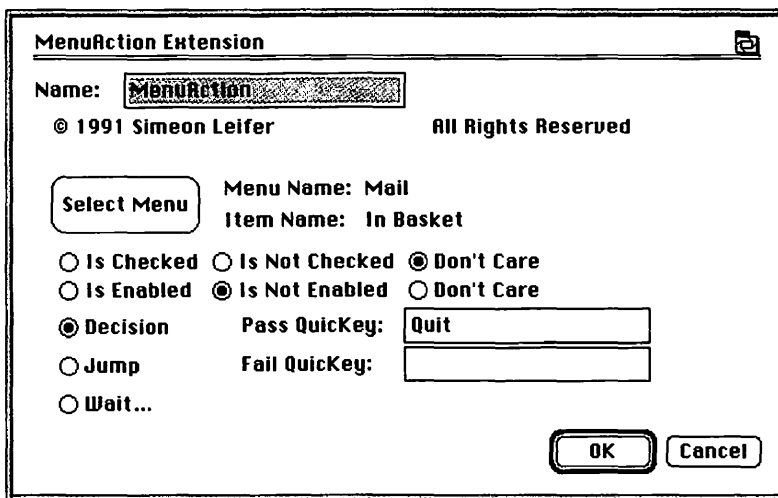 MenuAction Extension
Name: MenuAction
© 1991 Simeon Leifer All Rights Reserved
Select Menu
Menu Name: Mail
Item Name: In Basket
Is Checked Is Not Checked Don't Care
Is Enabled Is Not Enabled Don't Care
Decision Pass QuicKey: Quit
Jump Fail QuicKey:
Wait...
OK Cancel